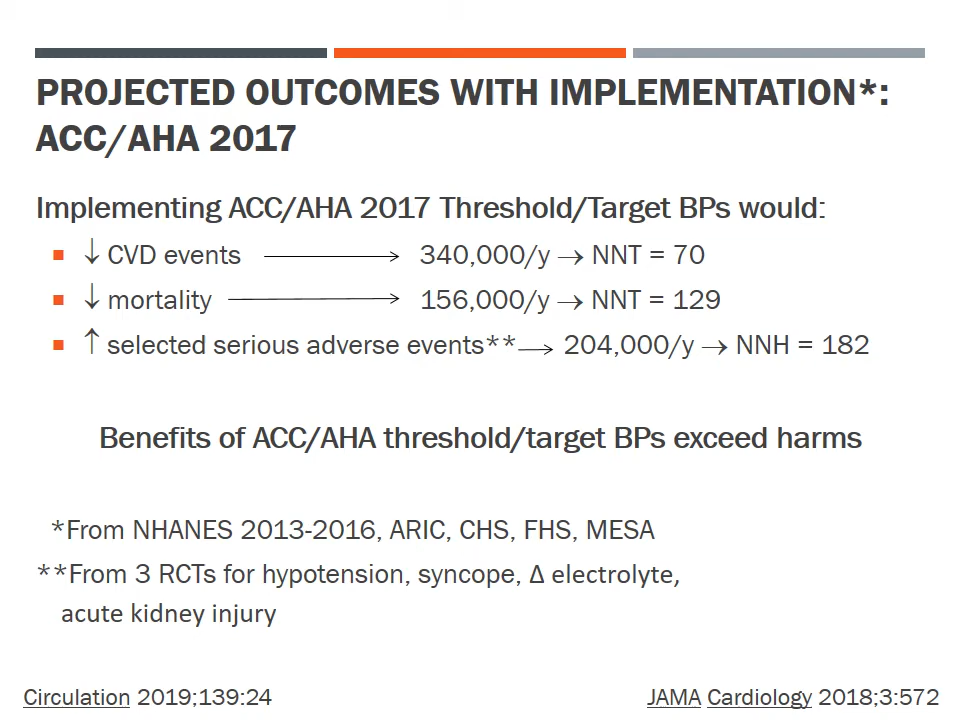 PROJECTED OUTCOMES WITH IMPLEMENTATION*:
ACC/AHA 2017
Implementing ACC/AHA 2017 Threshold/Target BPs would:
▪ ↓ CVD events → 340,000/y → NNT = 70
▪ ↓ mortality → 156,000/y → NNT = 129
▪ ↑ selected serious adverse events** → 204,000/y → NNH = 182
Benefits of ACC/AHA threshold/target BPs exceed harms
*From NHANES 2013-2016, ARIC, CHS, FHS, MESA
**From 3 RCTs for hypotension, syncope, Δ electrolyte,
acute kidney injury
Circulation 2019;139:24
JAMA Cardiology 2018;3:572